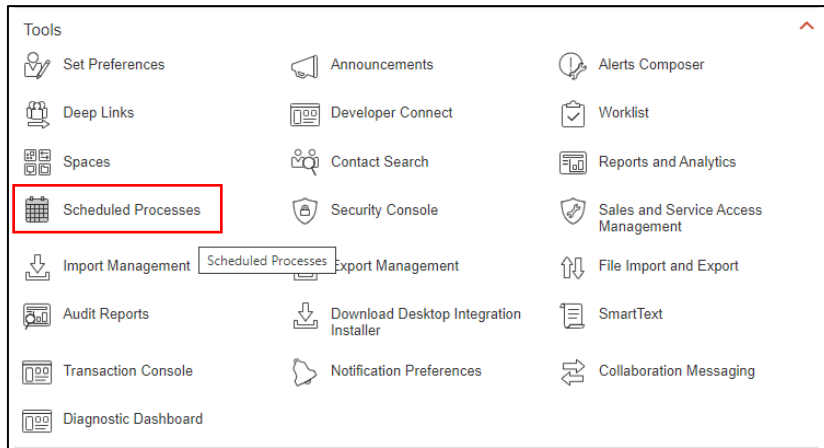 Tools
Set Preferences
Announcements
Alerts Composer
Deep Links
Developer Connect
Worklist
Spaces
Contact Search
Reports and Analytics
Scheduled Processes
Security Console
Sales and Service Access
Management
Import Management
Scheduled Processes
Export Management
File Import and Export
Audit Reports
Download Desktop Integration
Installer
SmartText
Transaction Console
Notification Preferences
Collaboration Messaging
Diagnostic Dashboard